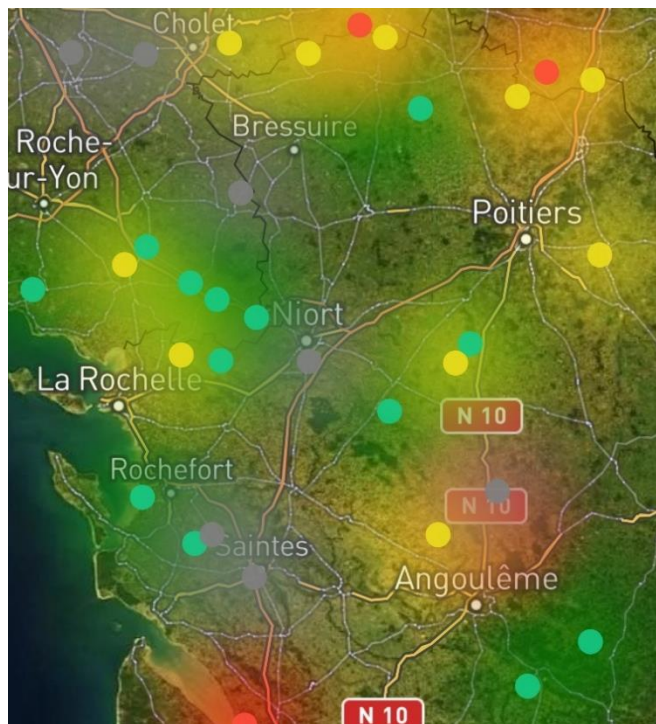 Cholet
Bressuire
Roche-
ur-Yon
Poitiers
Niort
La Rochelle
N 10
Rochefort
N 10
Saintes
Angoulême
N 10